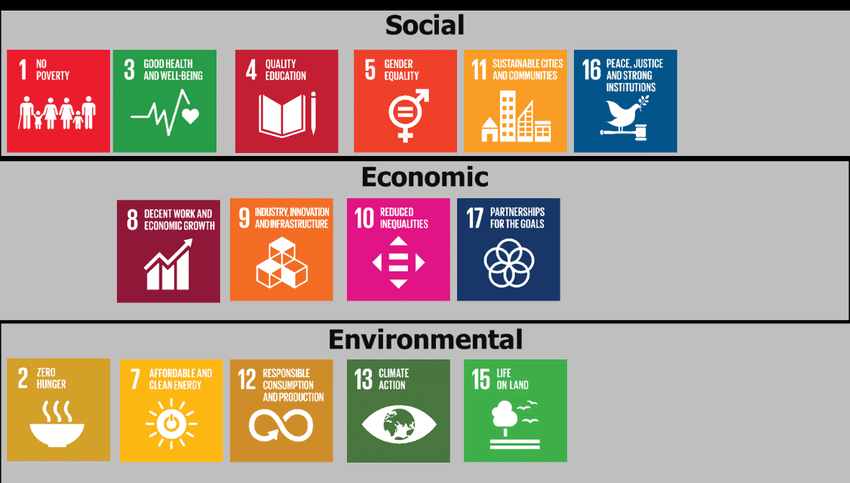 Social
1 NO
POVERTY
3 GOOD HEALTH
AND WELL-BEING
4 QUALITY
EDUCATION
5 GENDER
EQUALITY
11 SUSTAINABLE CITIES
AND COMMUNITIES
16 PEACE, JUSTICE
AND STRONG
INSTITUTIONS
Economic
8 DECENT WORK AND
ECONOMIC GROWTH
9 INDUSTRY, INNOVATION
AND INFRASTRUCTURE
10 REDUCED
INEQUALITIES
17 PARTNERSHIPS
FOR THE GOALS
Environmental
2 ZERO
HUNGER
7 AFFORDABLE AND
CLEAN ENERGY
12 RESPONSIBLE
CONSUMPTION
AND PRODUCTION
13 CLIMATE
ACTION
15 LIFE
ON LAND